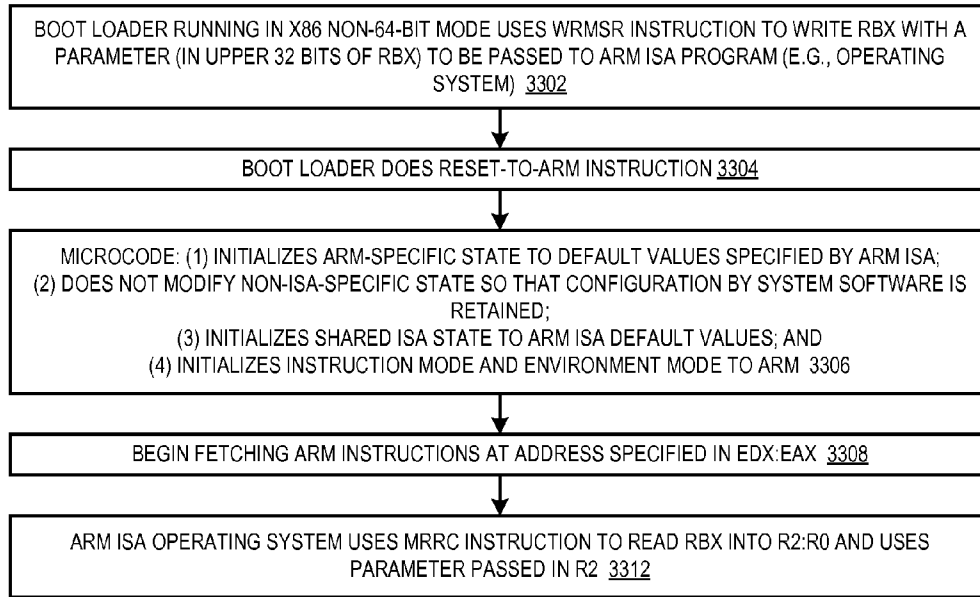 BOOT LOADER RUNNING IN X86 NON-64-BIT MODE USES WRMSR INSTRUCTION TO WRITE RBX WITH A
PARAMETER (IN UPPER 32 BITS OF RBX) TO BE PASSED TO ARM ISA PROGRAM (E.G., OPERATING
SYSTEM) 3302
BOOT LOADER DOES RESET-TO-ARM INSTRUCTION 3304
MICROCODE: (1) INITIALIZES ARM-SPECIFIC STATE TO DEFAULT VALUES SPECIFIED BY ARM ISA;
(2) DOES NOT MODIFY NON-ISA-SPECIFIC STATE SO THAT CONFIGURATION BY SYSTEM SOFTWARE IS
RETAINED;
(3) INITIALIZES SHARED ISA STATE TO ARM ISA DEFAULT VALUES; AND
(4) INITIALIZES INSTRUCTION MODE AND ENVIRONMENT MODE TO ARM 3306
BEGIN FETCHING ARM INSTRUCTIONS AT ADDRESS SPECIFIED IN EDX:EAX 3308
ARM ISA OPERATING SYSTEM USES MRRC INSTRUCTION TO READ RBX INTO R2:R0 AND USES
PARAMETER PASSED IN R2 3312